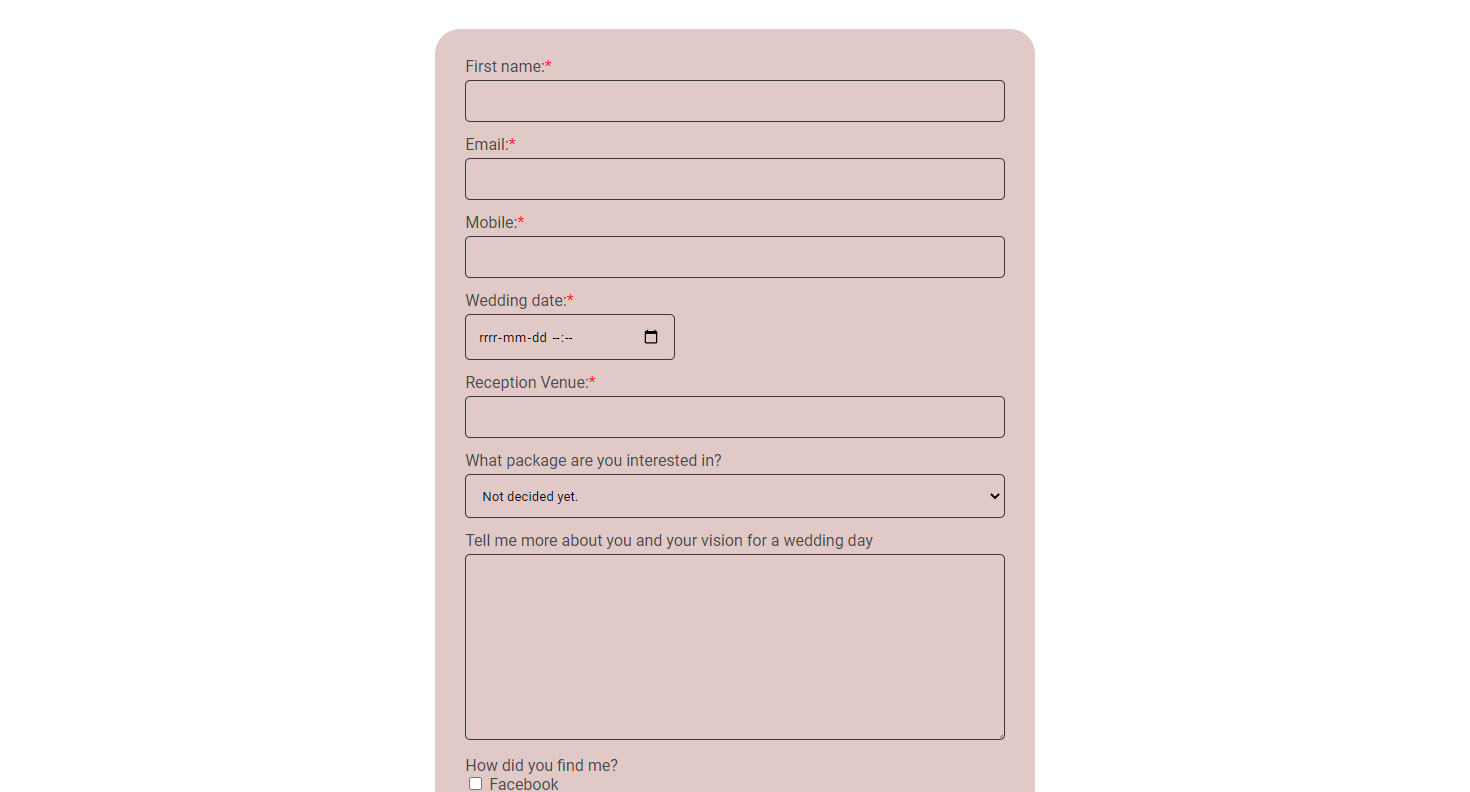 First name:*
Email:*
Mobile:*
Wedding date:*
rrrr-mm-dd --:--
Reception Venue:*
What package are you interested in?
Not decided yet.
Tell me more about you and your vision for a wedding day
How did you find me?
Facebook